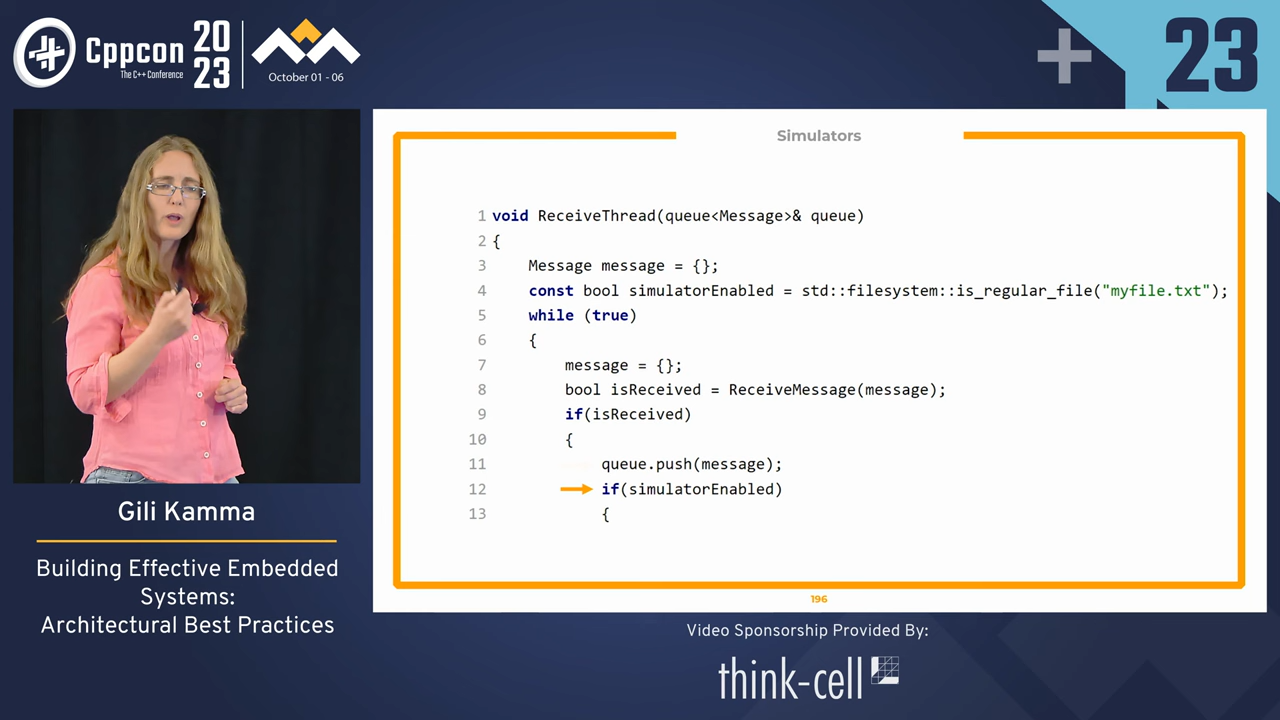 Cppcon
The C++ Conference
20
23
October 01 - 06
23
Simulators
1 void ReceiveThread(queue<Message>& queue)
2 {
3 Message message = {};
4 const bool simulatorEnabled = std::filesystem::is_regular_file("myfile.txt");
5 while (true)
6 {
7 message = {};
8 bool isReceived = ReceiveMessage(message);
9 if(isReceived)
10 {
11 queue.push(message);
12 if(simulatorEnabled)
13 {
196
Gili Kamma
Building Effective Embedded
Systems:
Architectural Best Practices
Video Sponsorship Provided By:
think-cell